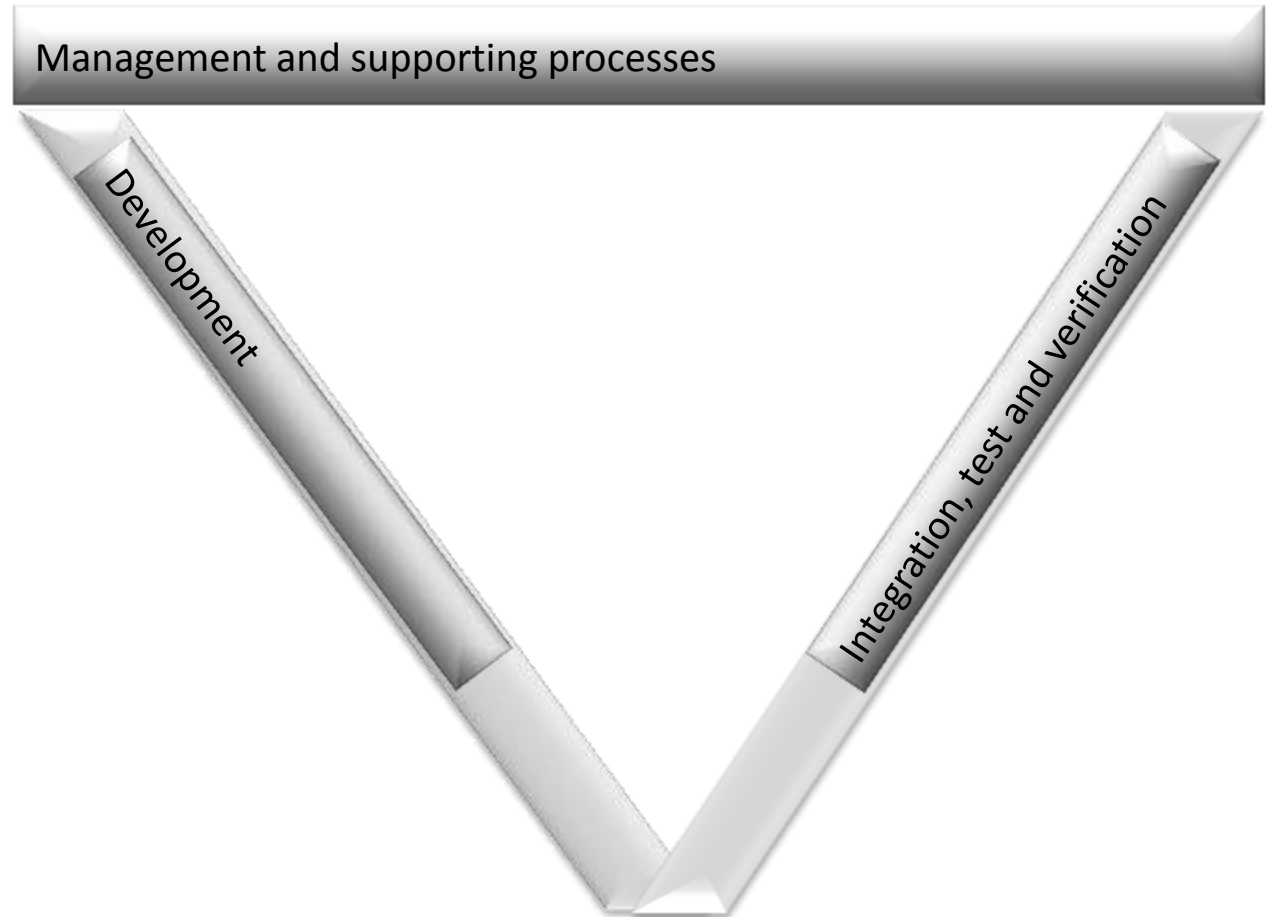 Management and supporting processes
Development
Integration, test and verification